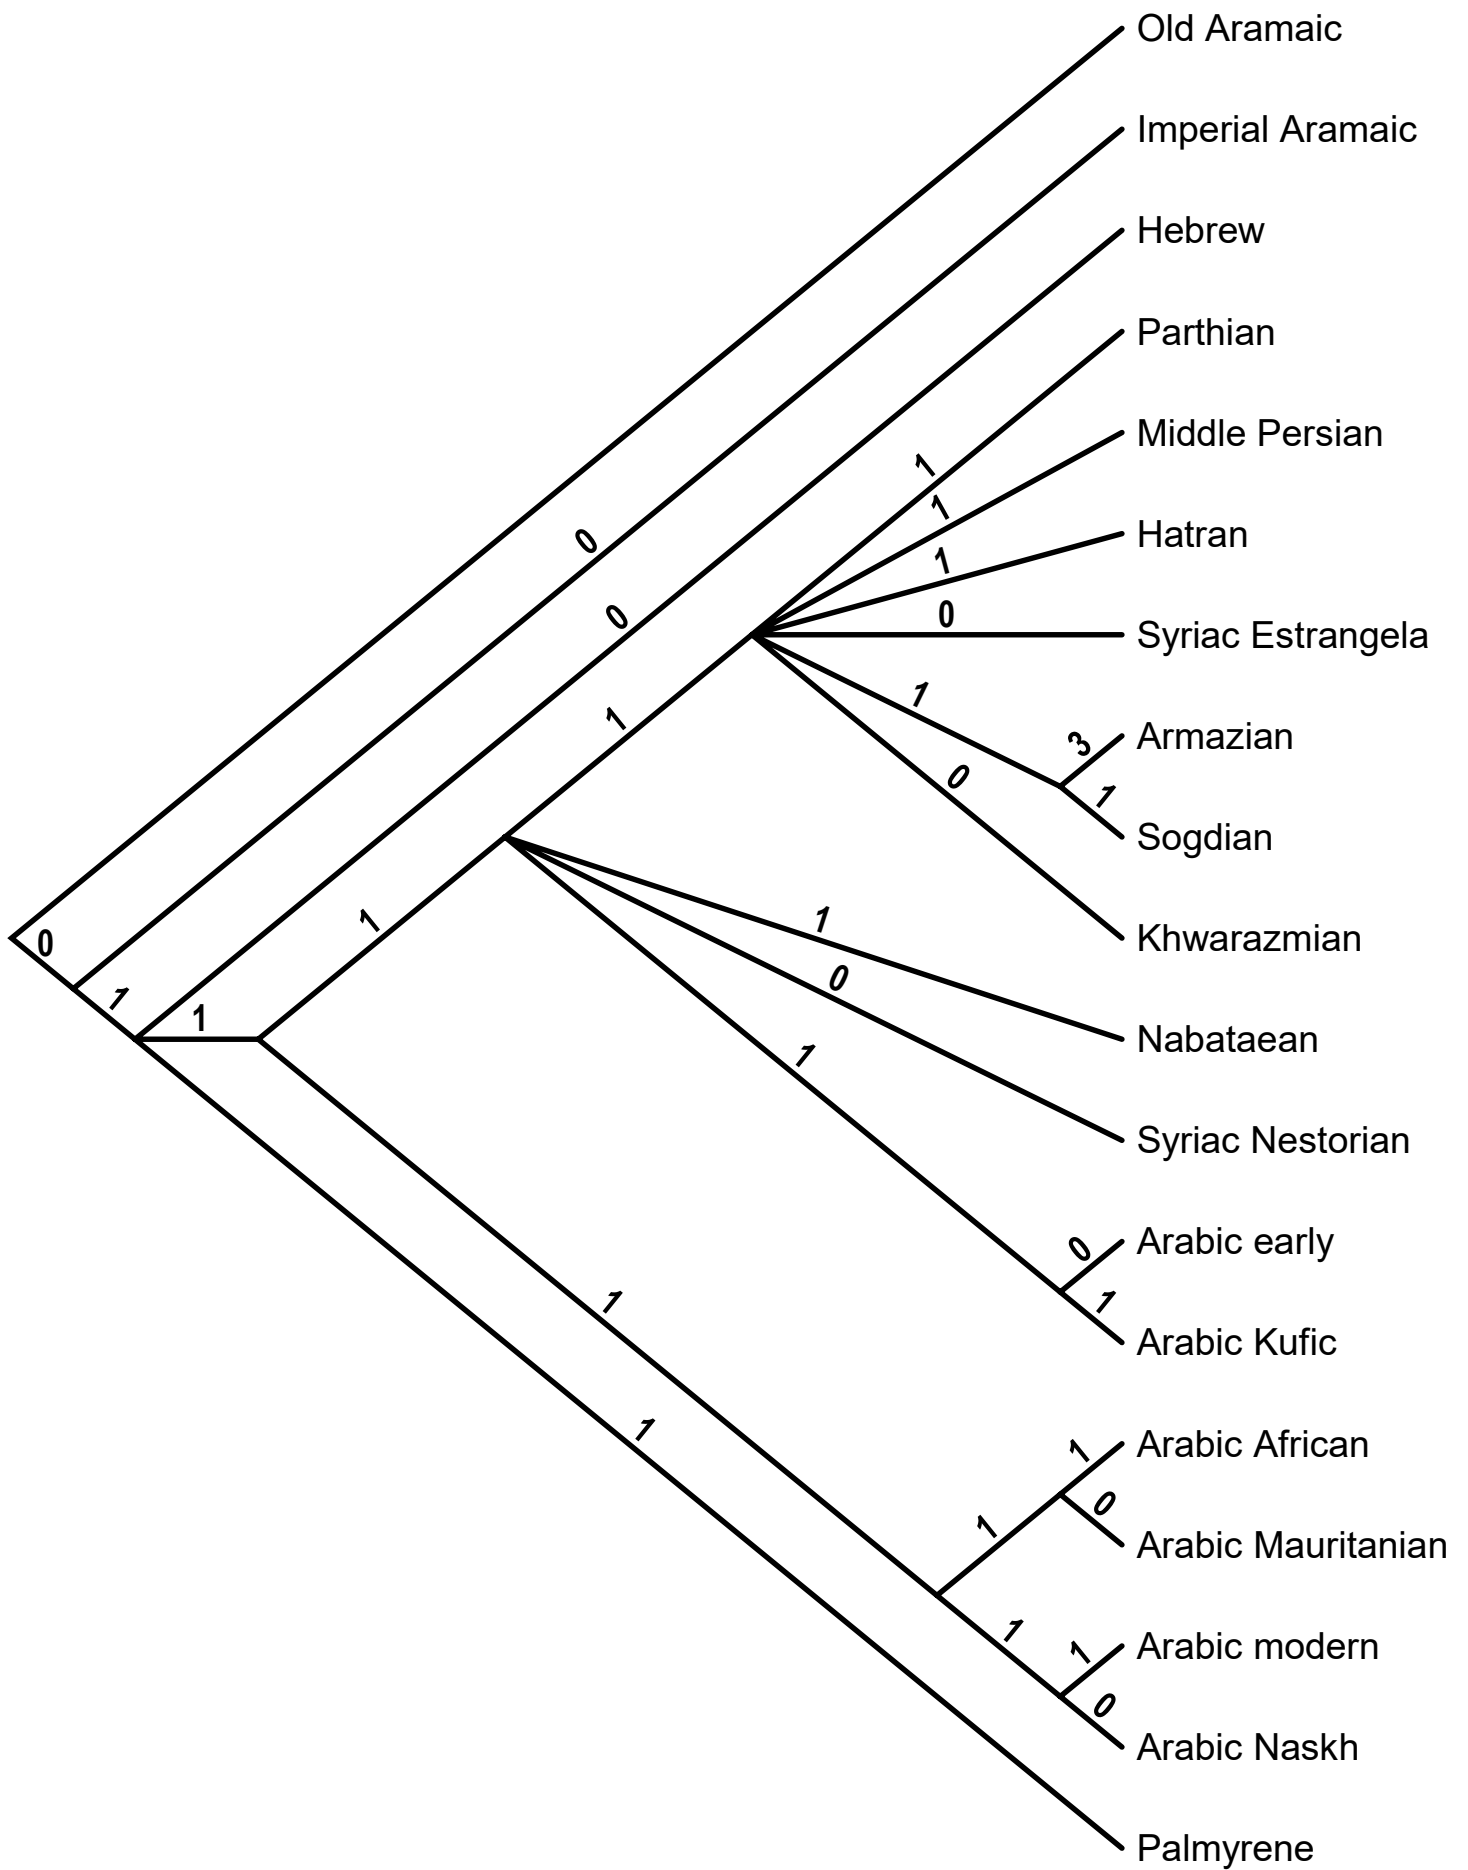 Old Aramaic
Imperial Aramaic
Hebrew
Parthian
1
Middle Persian
1
Hatran
1
0
0
Syriac Estrangela
0
1
1
3
Armazian
0
1
Sogdian
1
1
Khwarazmian
0
0
1
1
Nabataean
1
Syriac Nestorian
0
Arabic early
1
1
Arabic Kufic
1
1
Arabic African
0
1
Arabic Mauritanian
1
1
Arabic modern
0
Arabic Naskh
Palmyrene